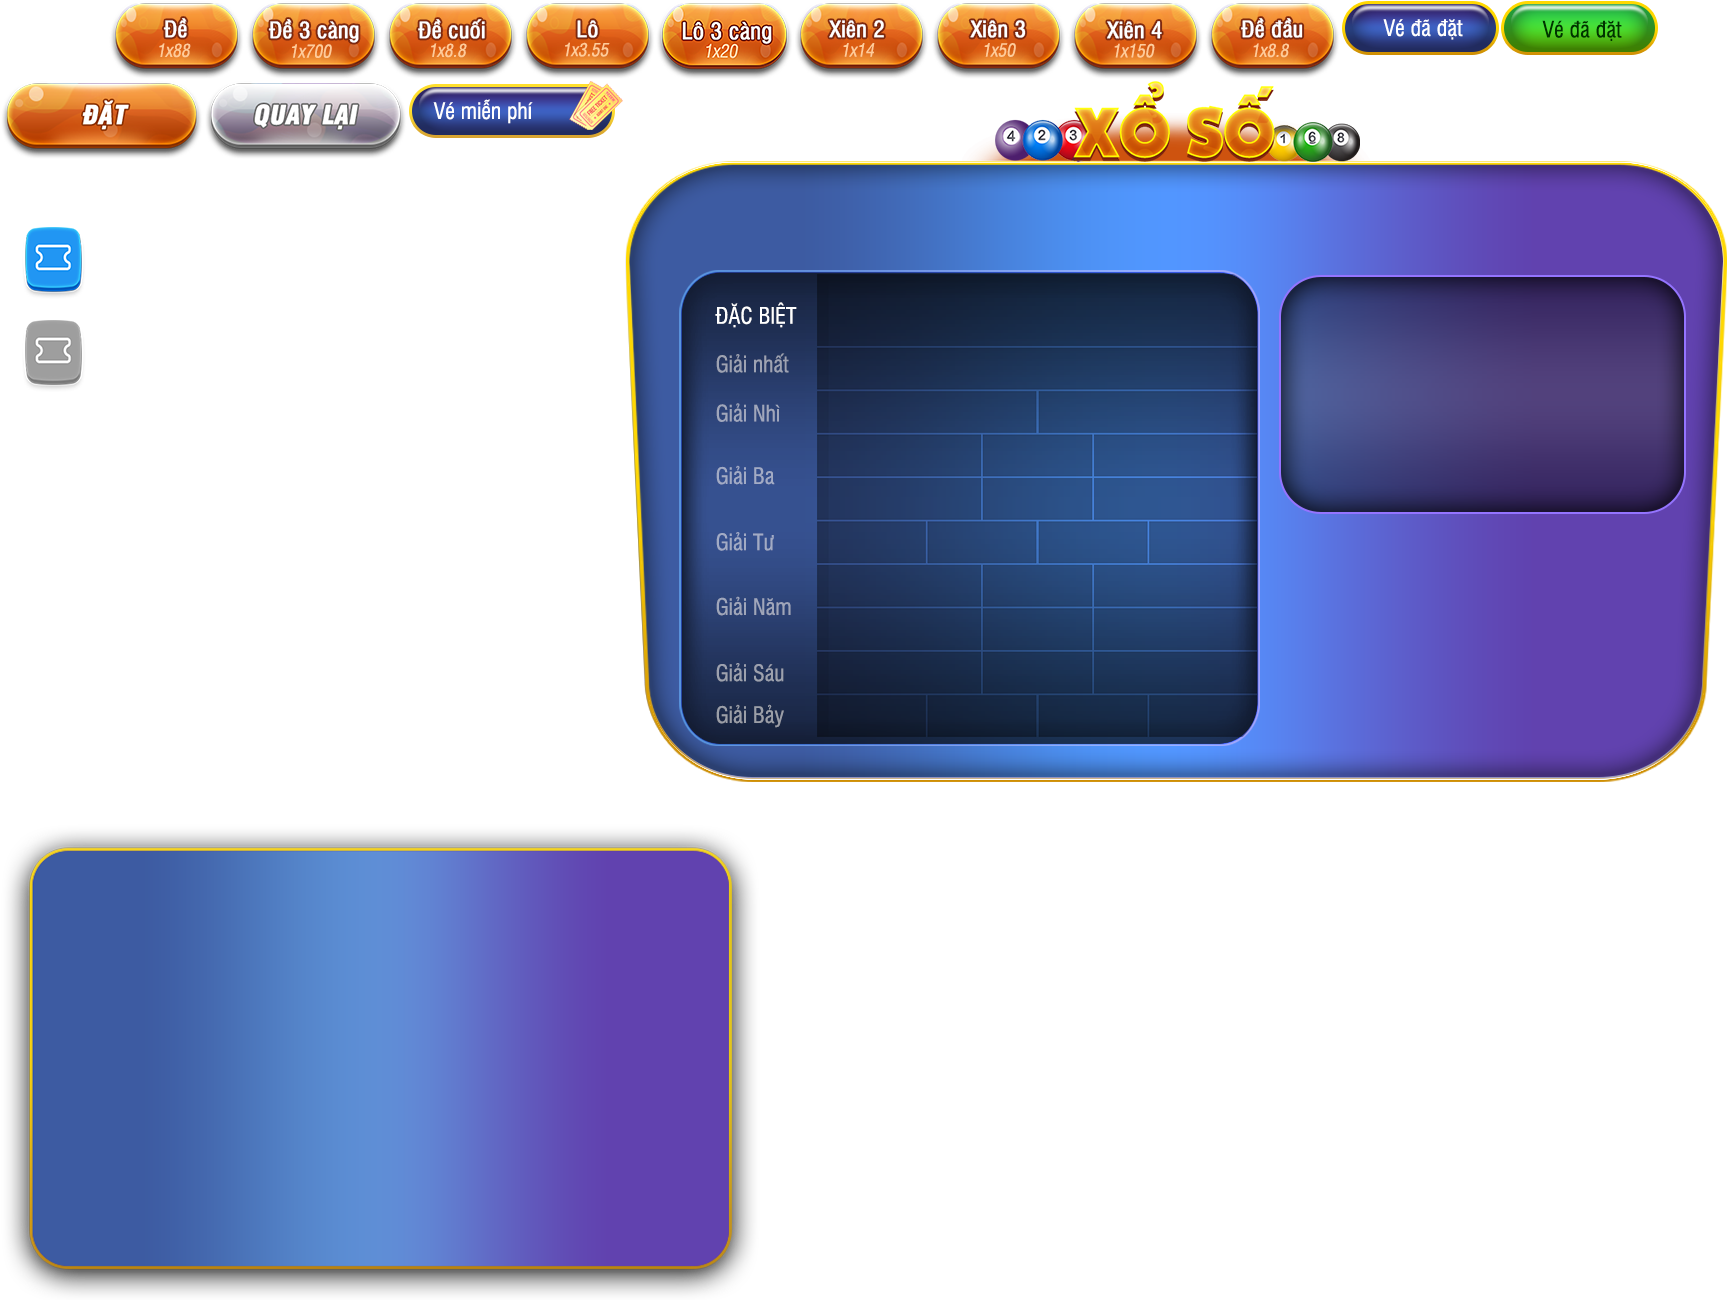 Đề
1x88
Đề 3 càng
1x700
Đề cuối
1x8.8
Lô
1x3.55
Lô 3 càng
1x20
Xiên 2
1x14
Xiên 3
1x50
Xiên 4
1x150
Đề đầu
1x8.8
Vé đã đặt
Vé đã đặt
ĐẶT
QUAY LẠI
Vé miễn phí
FREE TICKET
4 2 3 XỔ SỐ 1 6 8
ĐẶC BIỆT
Giải nhất
Giải Nhì
Giải Ba
Giải Tư
Giải Năm
Giải Sáu
Giải Bảy